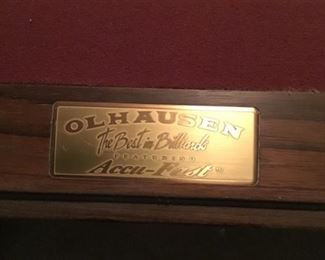 OLHAUSEN
The Best in Billiards
FEATURING
Accu-Fast®